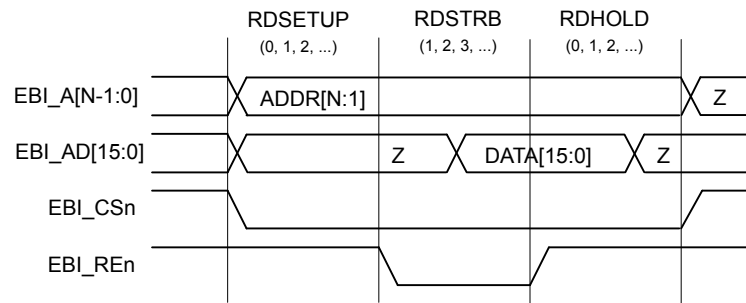 RDSETUP RDSTRB RDHOLD
(0, 1, 2, ...) (1, 2, 3, ...) (0, 1, 2, ...)
EBI_A[N-1:0] ADDR[N:1] Z
EBI_AD[15:0] Z DATA[15:0] Z
EBI_CSn
EBI_REn